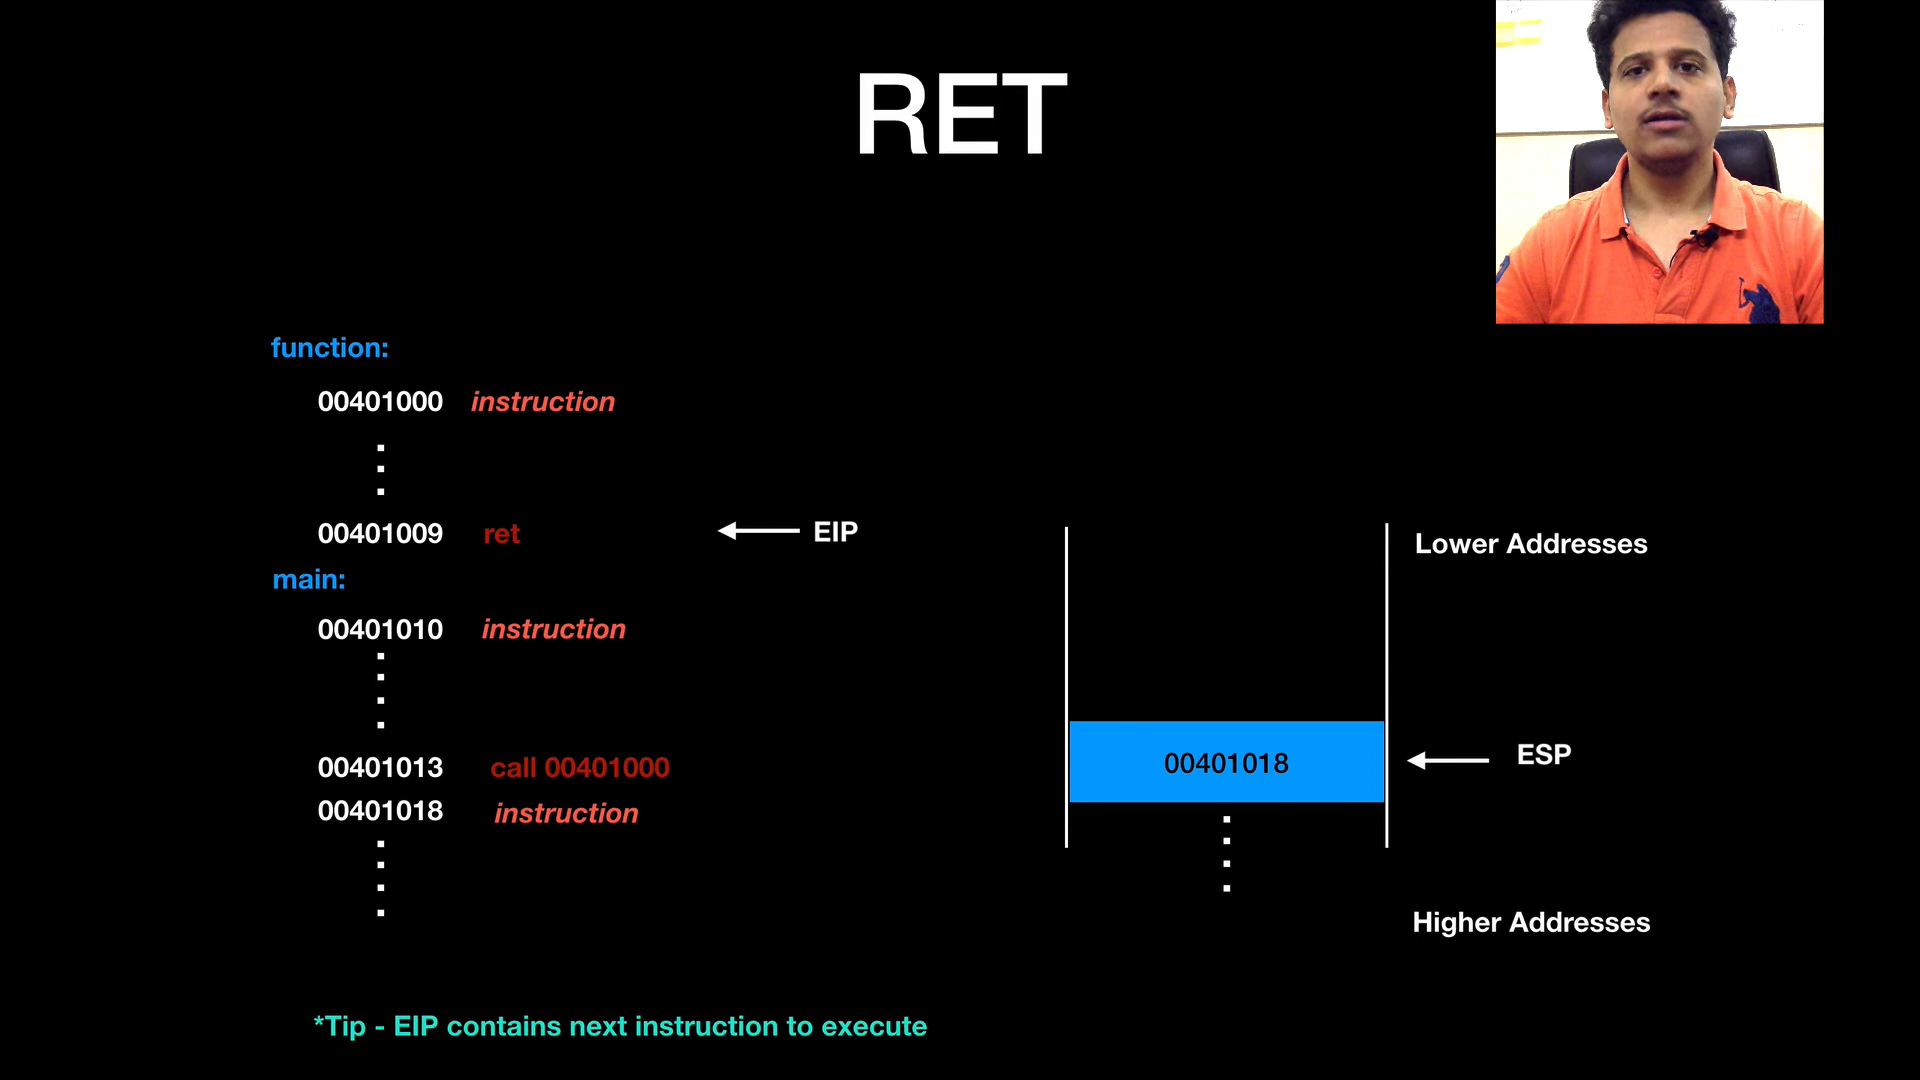 RET
function:
00401000 instruction
00401009 ret
EIP
main:
00401010 instruction
00401013 call 00401000
00401018 instruction
Lower Addresses
00401018
ESP
Higher Addresses
*Tip - EIP contains next instruction to execute